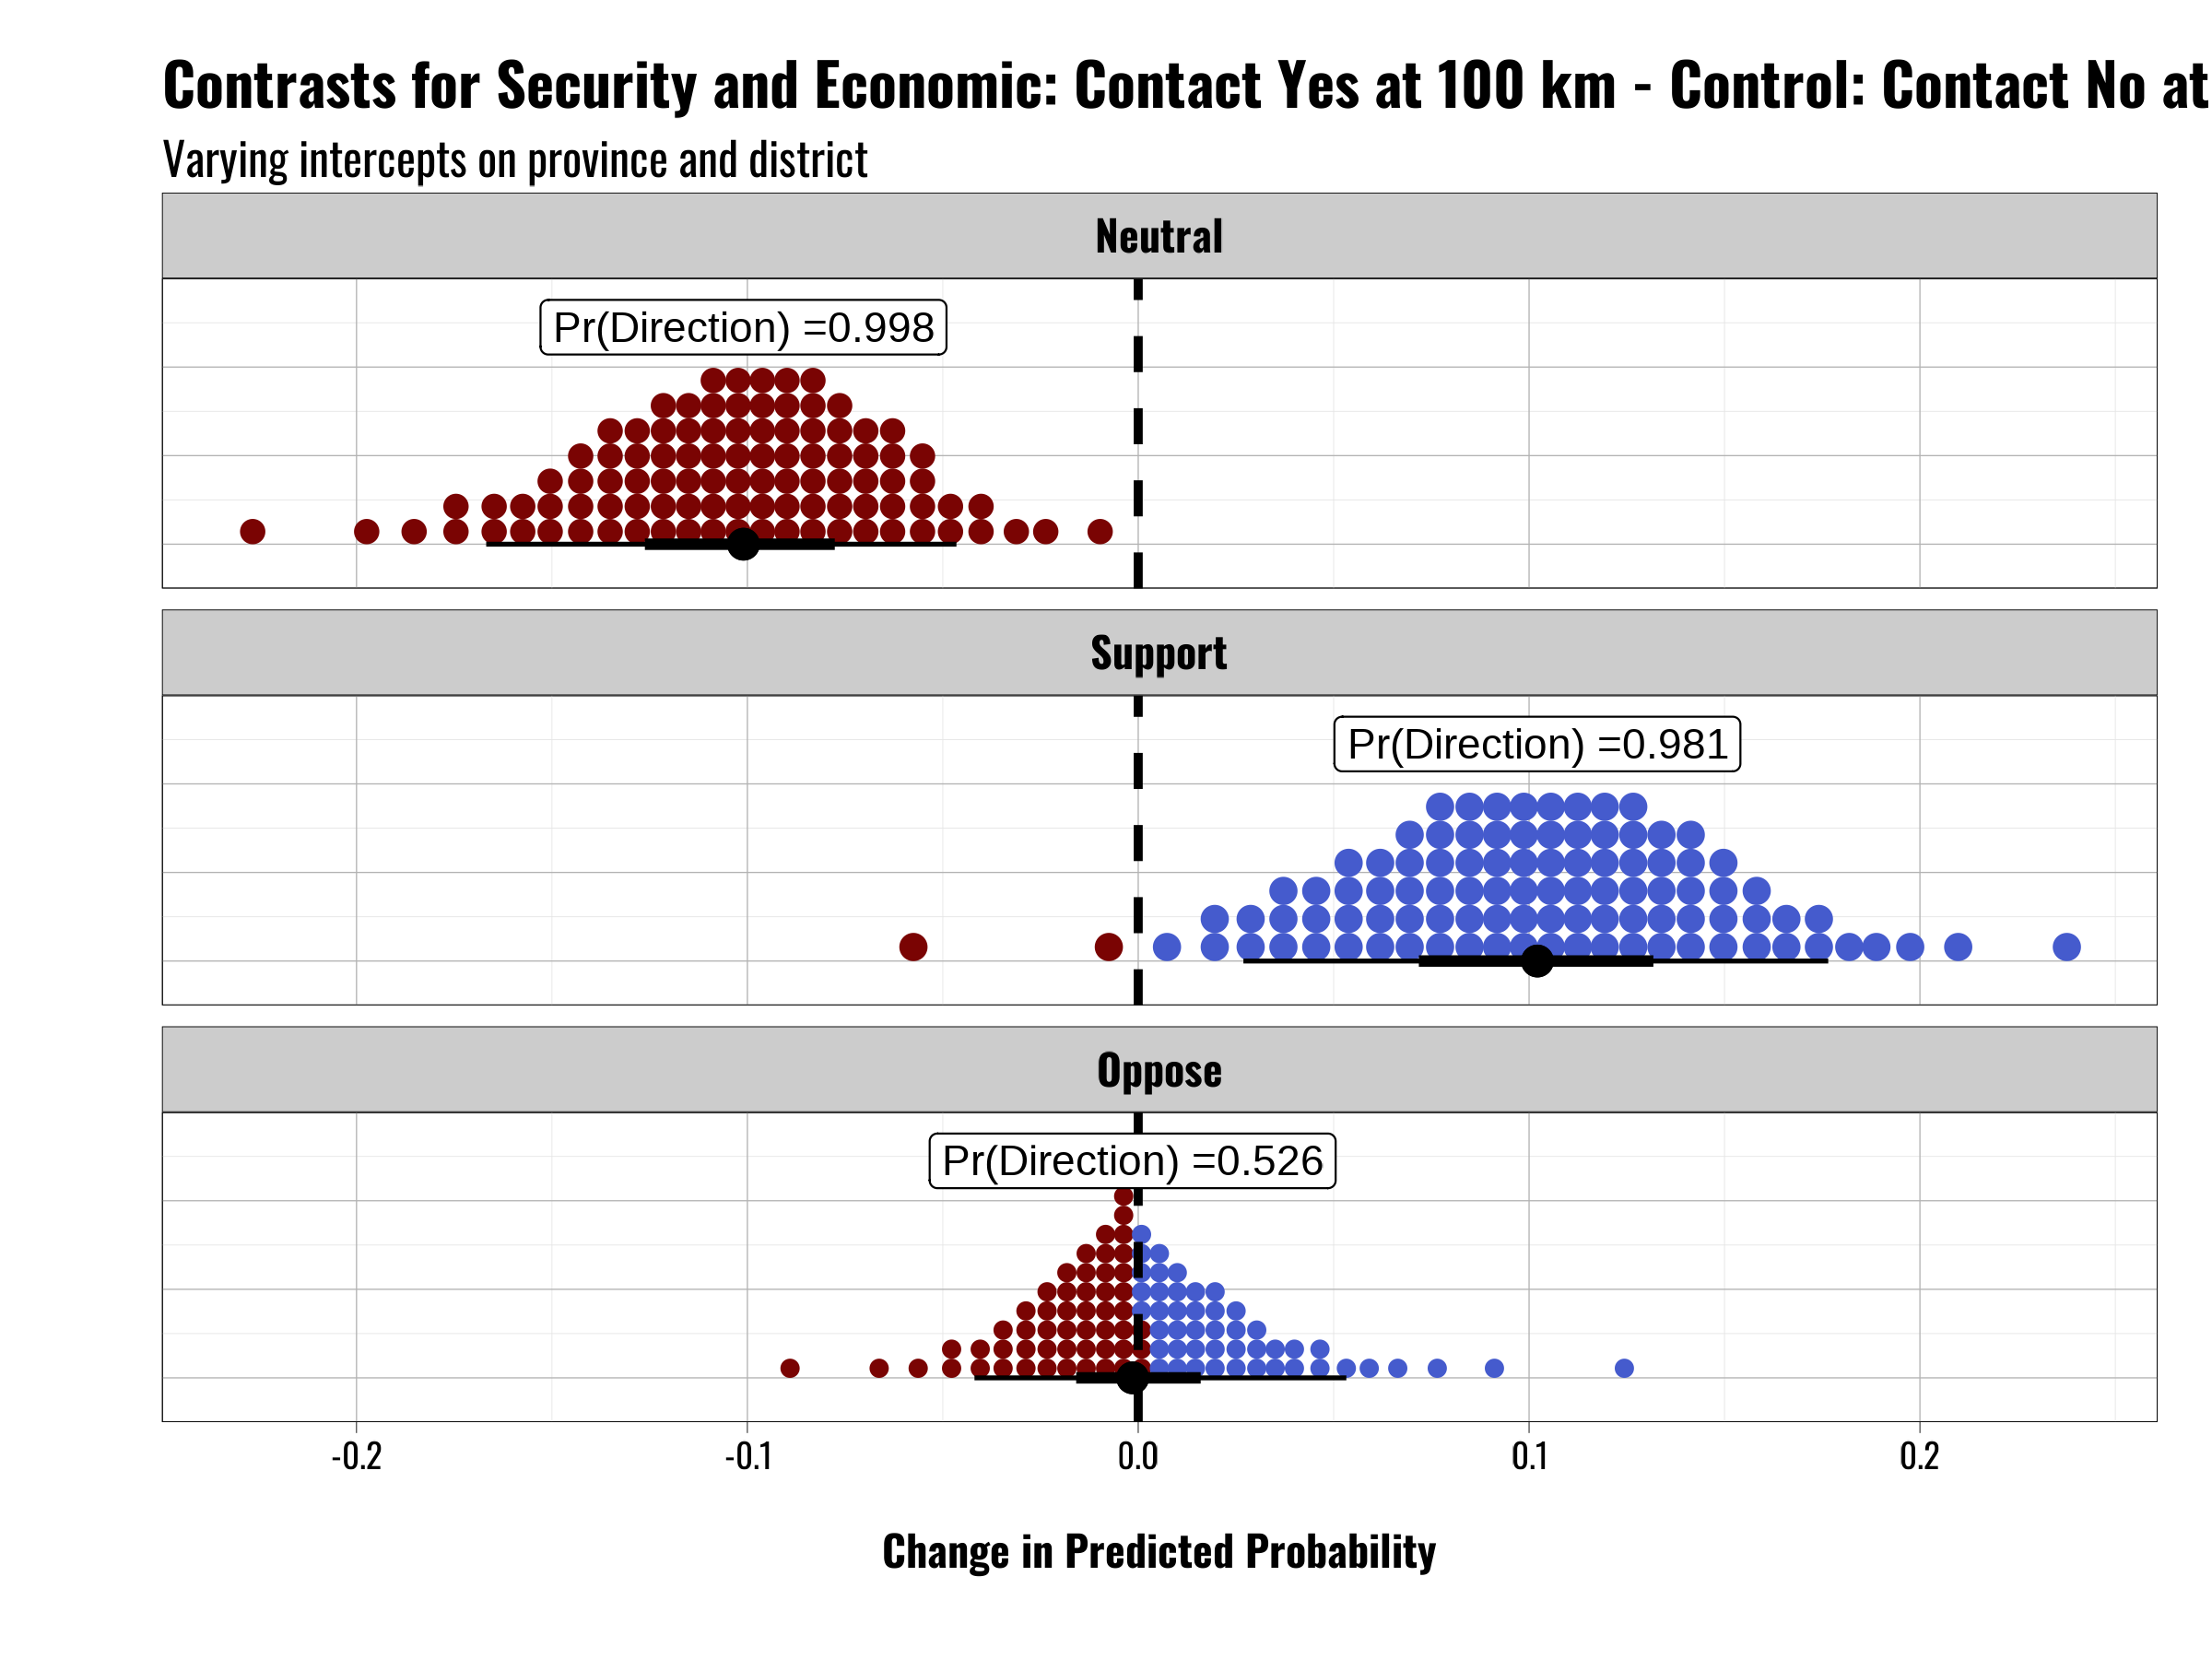 Contrasts for Security and Economic: Contact Yes at 100 km - Control: Contact No at
Varying intercepts on province and district
Neutral
Pr(Direction) =0.998
Support
Pr(Direction) =0.981
Oppose
Pr(Direction) =0.526
-0.2 -0.1 0.0 0.1 0.2
Change in Predicted Probability